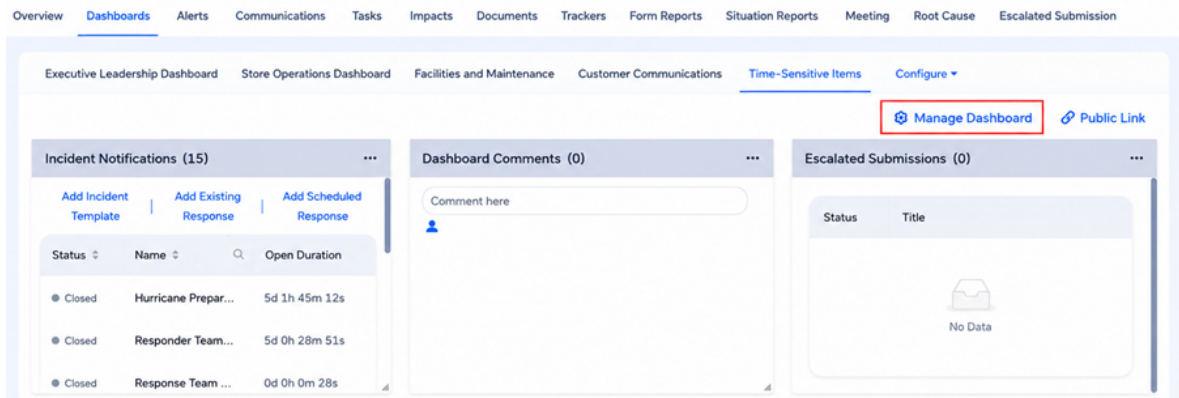 Overview Dashboards Alerts Communications Tasks Impacts Documents Trackers Form Reports Situation Reports Meeting Root Cause Escalated Submission
Executive Leadership Dashboard Store Operations Dashboard Facilities and Maintenance Customer Communications Time-Sensitive Items Configure
Manage Dashboard Public Link
Incident Notifications (15)
Add Incident Template | Add Existing Response | Add Scheduled Response
Status Name Open Duration
Closed Hurricane Prepar... 5d 1h 45m 12s
Closed Responder Team... 5d 0h 28m 51s
Closed Response Team ... 0d 0h 0m 28s
Dashboard Comments (0)
Comment here
Escalated Submissions (0)
Status Title
No Data